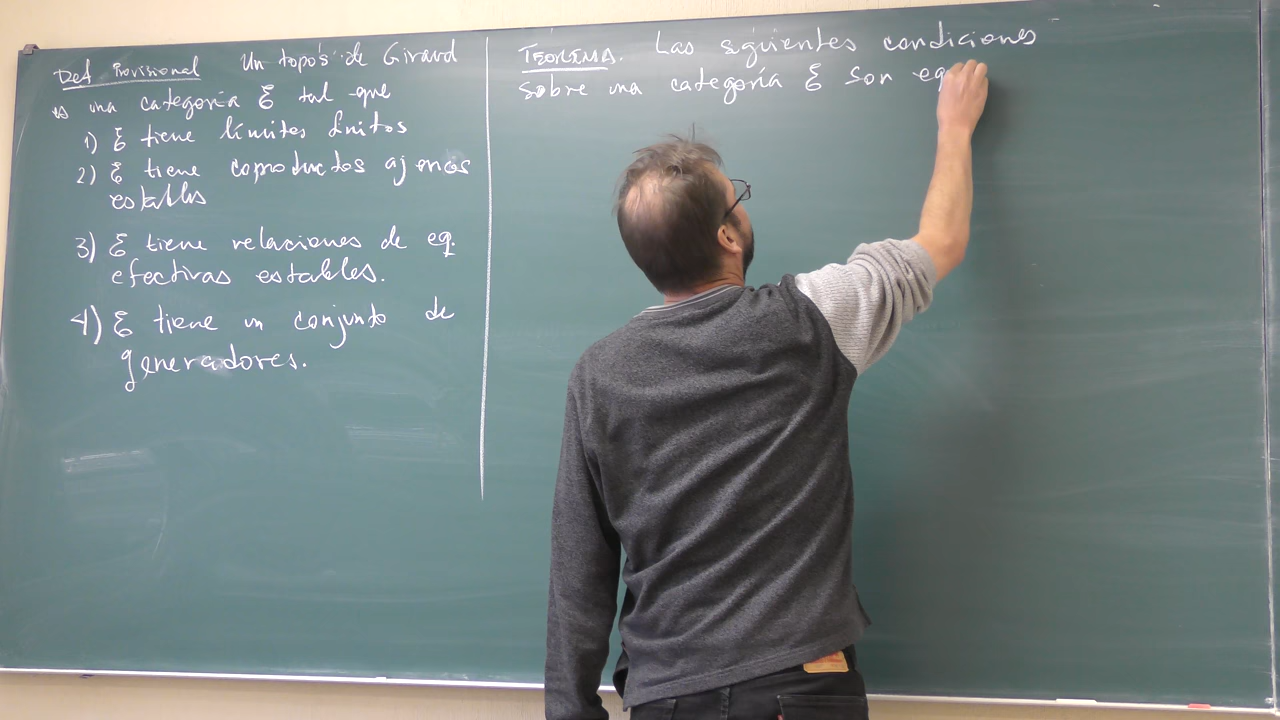 Def Provisional Un topos de Giraud
es una categoría ℰ tal que
1) ℰ tiene límites finitos
2) ℰ tiene coproductos ajenos
estables
3) ℰ tiene relaciones de eq.
efectivas estables.
4) ℰ tiene un conjunto de
generadores.
TEOREMA. Las siguientes condiciones
sobre una categoría ℰ son eq